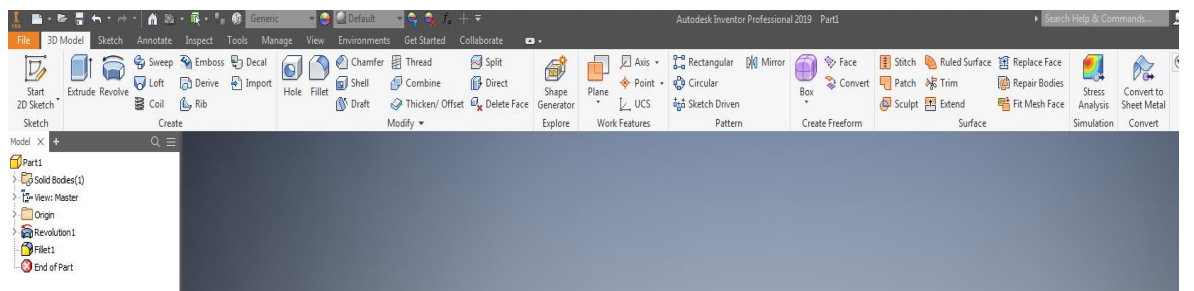 PRO Generic Default Autodesk Inventor Professional 2019 Part1 Search Help & Commands...
File 3D Model Sketch Annotate Inspect Tools Manage View Environments Get Started Collaborate
Sweep Emboss Decal Chamfer Thread Split Axis Rectangular Mirror Face Stitch Ruled Surface Replace Face
Start Extrude Revolve Loft Derive Import Hole Fillet Shell Combine Direct Shape Plane Point Circular Box Convert Patch Trim Repair Bodies Stress Convert to
2D Sketch Coil Rib Draft Thicken/ Offset Delete Face Generator UCS Sketch Driven Sculpt Extend Fit Mesh Face Analysis Sheet Metal
Sketch Create Modify Explore Work Features Pattern Create Freeform Surface Simulation Convert
Model X +
Part1
Solid Bodies(1)
View: Master
Origin
Revolution1
Fillet1
End of Part